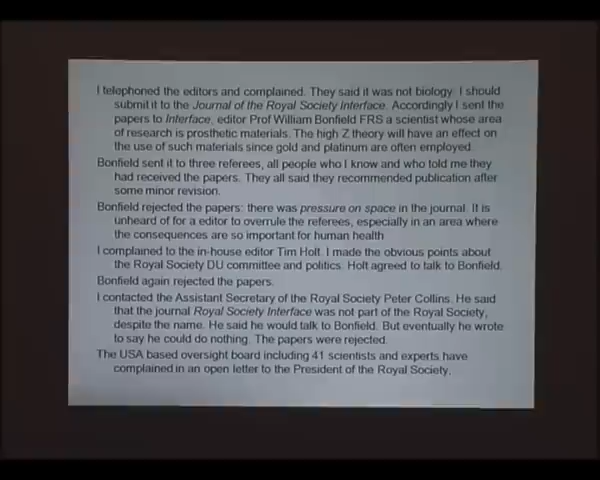 I telephoned the editors and complained. They said it was not biology. I should
submit it to the Journal of the Royal Society Interface. Accordingly I sent the
papers to Interface, editor Prof William Bonfield FRS a scientist whose area
of research is prosthetic materials. The high Z theory will have an effect on
the use of such materials since gold and platinum are often employed.
Bonfield sent it to three referees, all people who I know and who told me they
had received the papers. They all said they recommended publication after
some minor revision.
Bonfield rejected the papers: there was pressure on space in the journal. It is
unheard of for a editor to overrule the referees, especially in an area where
the consequences are so important for human health
I complained to the in-house editor Tim Holt. I made the obvious points about
the Royal Society DU committee and politics. Holt agreed to talk to Bonfield.
Bonfield again rejected the papers.
I contacted the Assistant Secretary of the Royal Society Peter Collins. He said
that the journal Royal Society Interface was not part of the Royal Society,
despite the name. He said he would talk to Bonfield. But eventually he wrote
to say he could do nothing. The papers were rejected.
The USA based oversight board including 41 scientists and experts have
complained in an open letter to the President of the Royal Society.